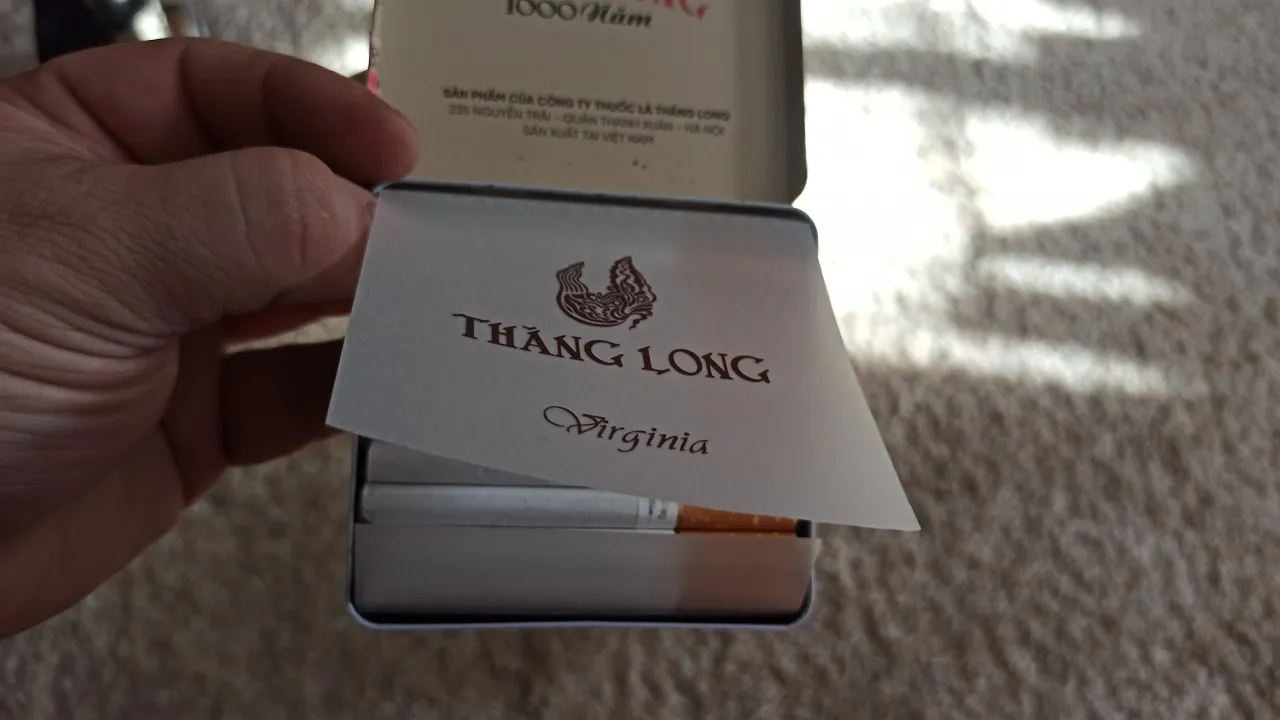 1000 Năm
SẢN PHẨM CỦA CÔNG TY THUỐC LÁ THĂNG LONG
235 NGUYỄN TRÃI - QUẬN THANH XUÂN - HÀ NỘI
SẢN XUẤT TẠI VIỆT NAM
THĂNG LONG
Virginia